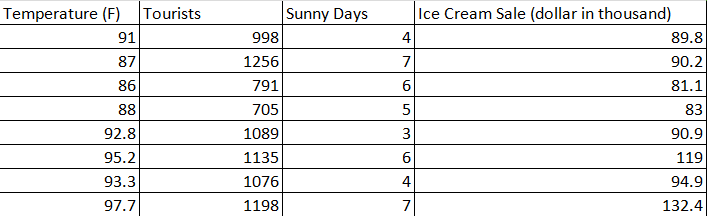 Temperature (F) Tourists Sunny Days Ice Cream Sale (dollar in thousand)
91 998 4 89.8
87 1256 7 90.2
86 791 6 81.1
88 705 5 83
92.8 1089 3 90.9
95.2 1135 6 119
93.3 1076 4 94.9
97.7 1198 7 132.4